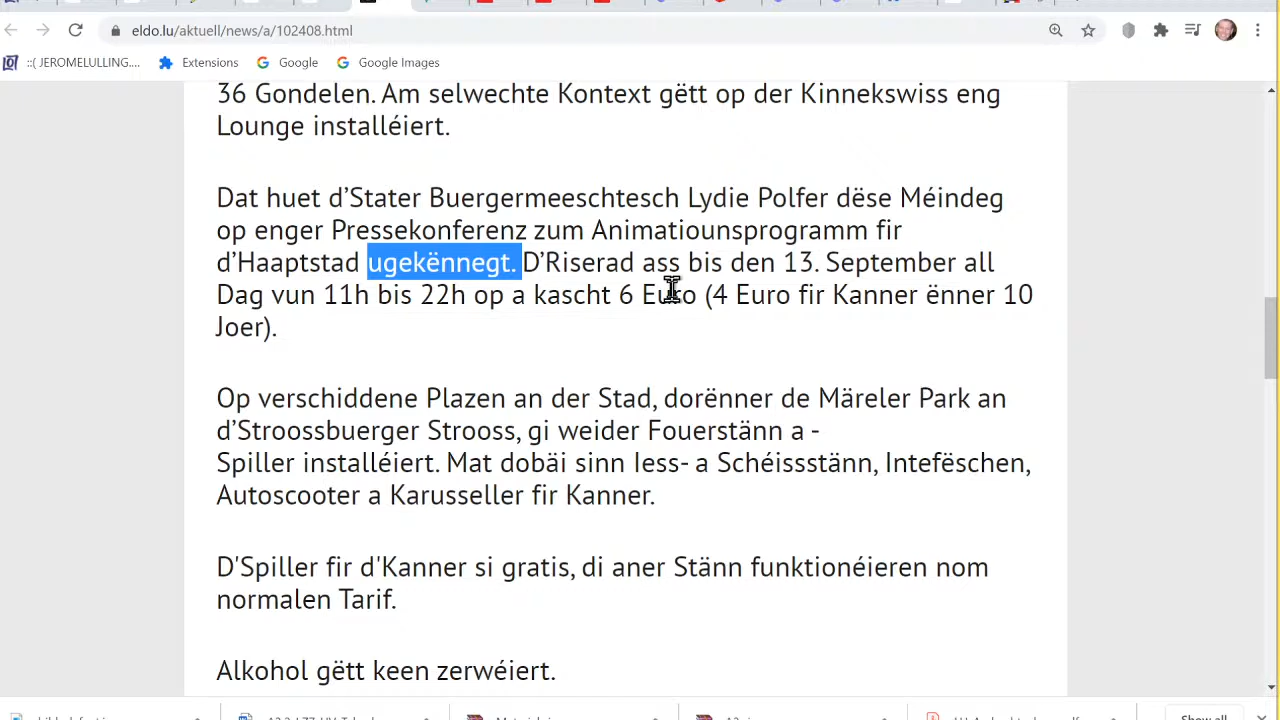 eldo.lu/aktuell/news/a/102408.html
::( JEROMELULLING....
Extensions
Google
Google Images
36 Gondelen. Am selwechte Kontext gëtt op der Kinnekswiss eng
Lounge installéiert.
Dat huet d’Stater Buergermeeschtesch Lydie Polfer dëse Méindeg
op enger Pressekonferenz zum Animatiounsprogramm fir
d’Haaptstad ugekënnegt. D’Riserad ass bis den 13. September all
Dag vun 11h bis 22h op a kascht 6 Euro (4 Euro fir Kanner ënner 10
Joer).
Op verschiddene Plazen an der Stad, dorënner de Märeler Park an
d’Stroossbuerger Strooss, gi weider Fouerstänn a -
Spiller installéiert. Mat dobäi sinn Iess- a Schéissstänn, Intefëschen,
Autoscooter a Karusseller fir Kanner.
D'Spiller fir d'Kanner si gratis, di aner Stänn funktionéieren nom
normalen Tarif.
Alkohol gëtt keen zerwéiert.
Show all